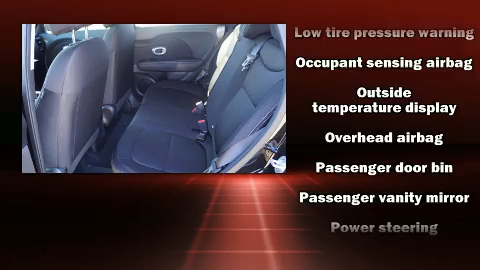 Low tire pressure warning
Occupant sensing airbag
Outside
temperature display
Overhead airbag
Passenger door bin
Passenger vanity mirror
Power steering